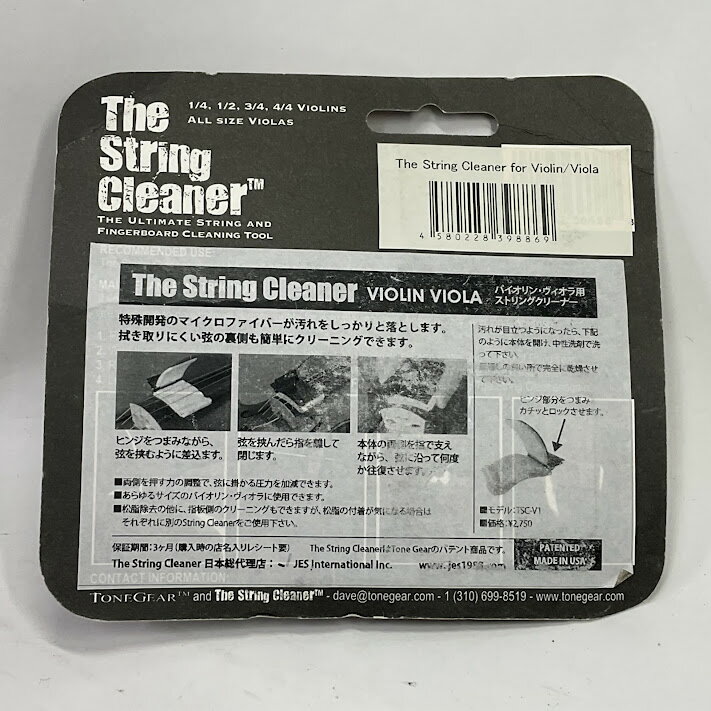 The
String
Cleaner™
1/4, 1/2, 3/4, 4/4 VIOLINS
ALL SIZE VIOLAS
THE ULTIMATE STRING AND
FINGERBOARD CLEANING TOOL
The String Cleaner for Violin/Viola
4 580228 398869
RECOMMENDED USE
The String Cleaner VIOLIN VIOLA バイオリン・ヴィオラ用
ストリングクリーナー
特殊開発のマイクロファイバーが汚れをしっかりと落とします。
拭き取りにくい弦の裏側も簡単にクリーニングできます。
汚れが目立つようになったら、下記
のように本体を開け、中性洗剤で洗
って下さい。
所で完全に乾燥させ
て下さい。
ヒンジ部分をつまみ
カチッとロックさせます。
ヒンジをつまみながら、
弦を挟むように差込ます。
弦を挟んだら指を離して
閉じます。
本体の両側を指で支え
ながら、弦に沿って何度
か往復させます。
■両側を押す力の調整で、弦に掛かる圧力を加減できます。
■あらゆるサイズのバイオリン・ヴィオラに使用できます。
■松脂除去の他に、指板側のクリーニングもできますが、松脂の付着が気になる場合は
それぞれに別のString Cleanerをご使用下さい。
■モデル:TSC-V1
■価格:¥2,750
保証期間:3ヶ月(購入時の店名入りレシート要) The String CleanerはTone Gearのパテント商品です。
The String Cleaner 日本総代理店: JES International Inc. www.jes1988.com
PATENTED
MADE IN USA
CONTACT INFORMATION
TONEGEAR™ and The String Cleaner™ - dave@tonegear.com - 1 (310) 699-8519 - www.tonegear.com